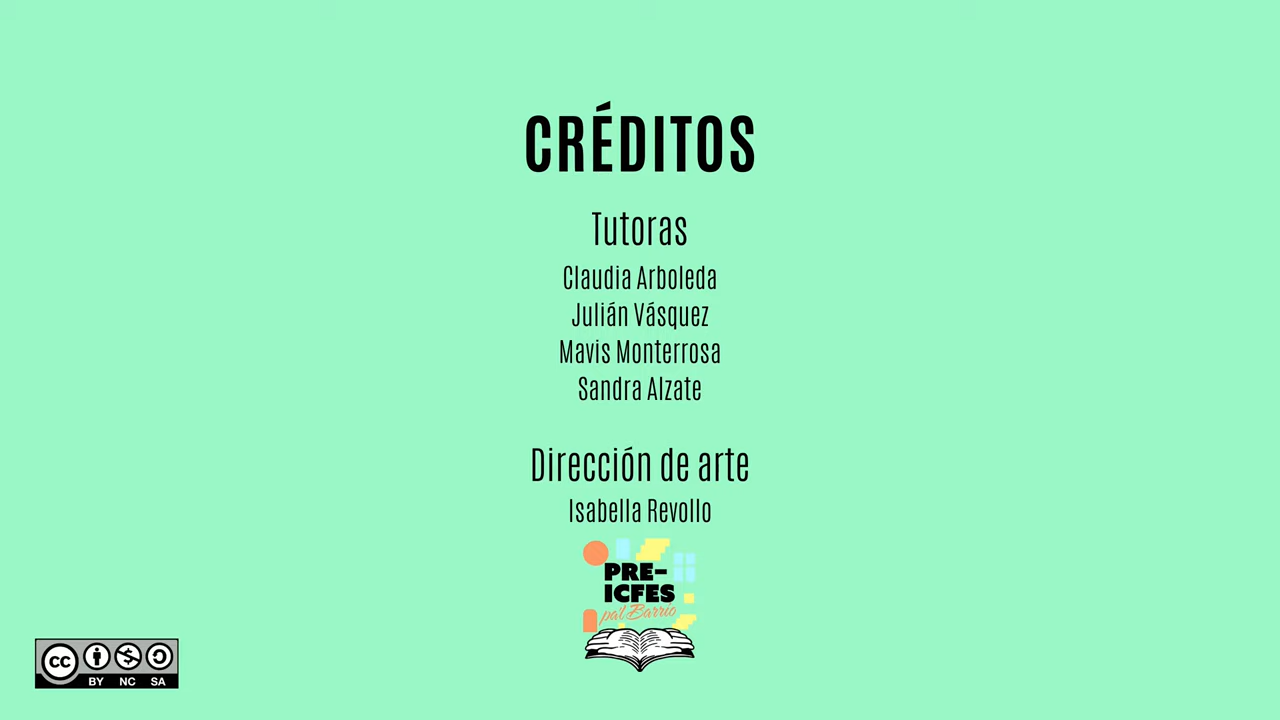 CRÉDITOS
Tutoras
Claudia Arboleda
Julián Vásquez
Mavis Monterrosa
Sandra Alzate
Dirección de arte
Isabella Revollo
PRE-
ICFES
pa'l Barrio
cc
BY NC SA